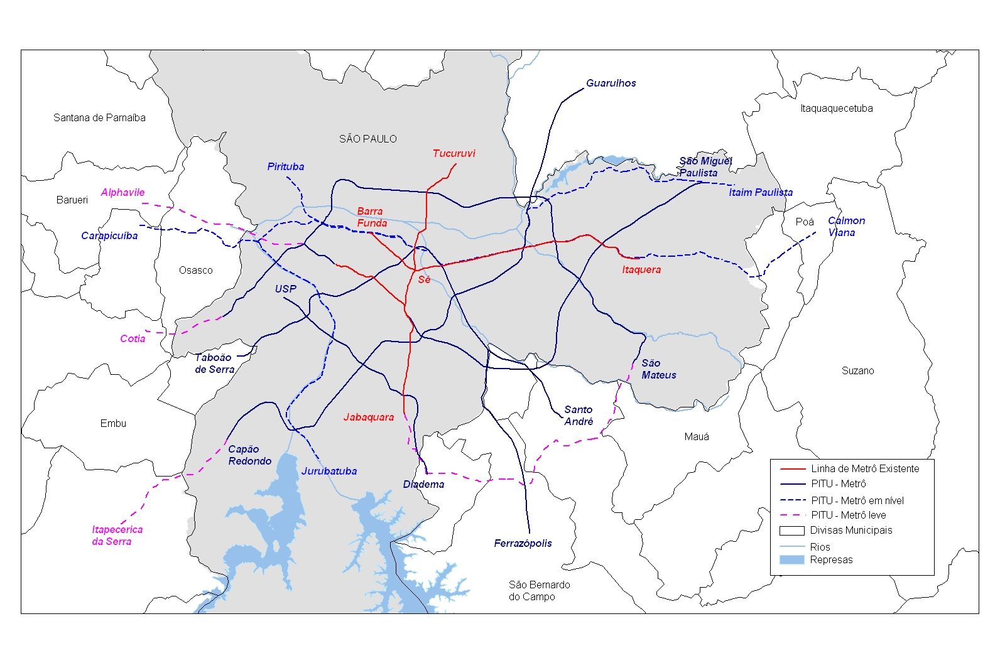 Guarulhos
Itaquaquecetuba
Santana de Parnaíba
SÃO PAULO
Tucuruvi
São Miguel
Paulista
Pirituba
Alphavile
Itaim Paulista
Barueri
Barra
Funda
Poá
Calmon
Viana
Carapicuíba
Osasco
Itaquera
Sé
USP
Cotia
Taboão
de Serra
São
Mateus
Suzano
Santo
André
Jabaquara
Embu
Mauá
Capão
Redondo
Jurubatuba
Diadema
Itapecerica
da Serra
Ferrazópolis
São Bernardo
do Campo
Linha de Metrô Existente
PITU - Metrô
PITU - Metrô em nível
PITU - Metrô leve
Divisas Municipais
Rios
Represas